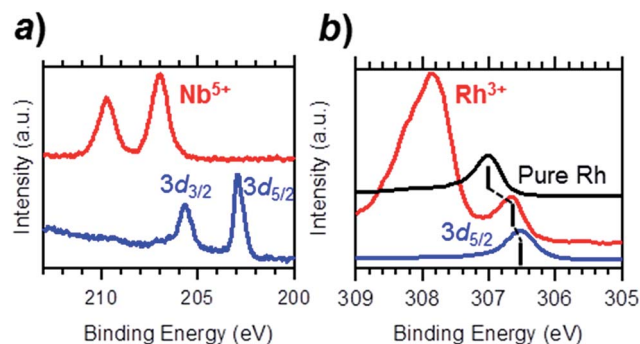 a)
b)
Nb5+
3d3/2
3d5/2
Intensity (a.u.)
210
205
200
Binding Energy (eV)
Rh3+
Pure Rh
3d5/2
Intensity (a.u.)
309
308
307
306
305
Binding Energy (eV)